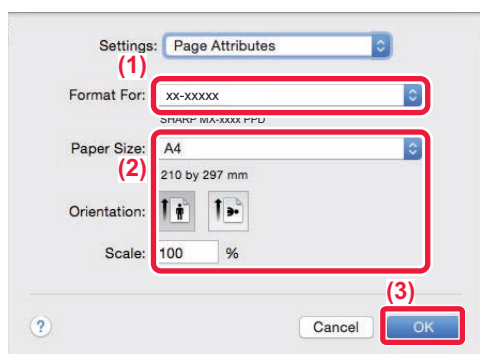 Settings: Page Attributes
(1)
Format For: xx-xxxxx
SHARP MX-xxxx PPD
Paper Size: A4
(2)
210 by 297 mm
Orientation:
Scale: 100 %
(3)
? Cancel OK